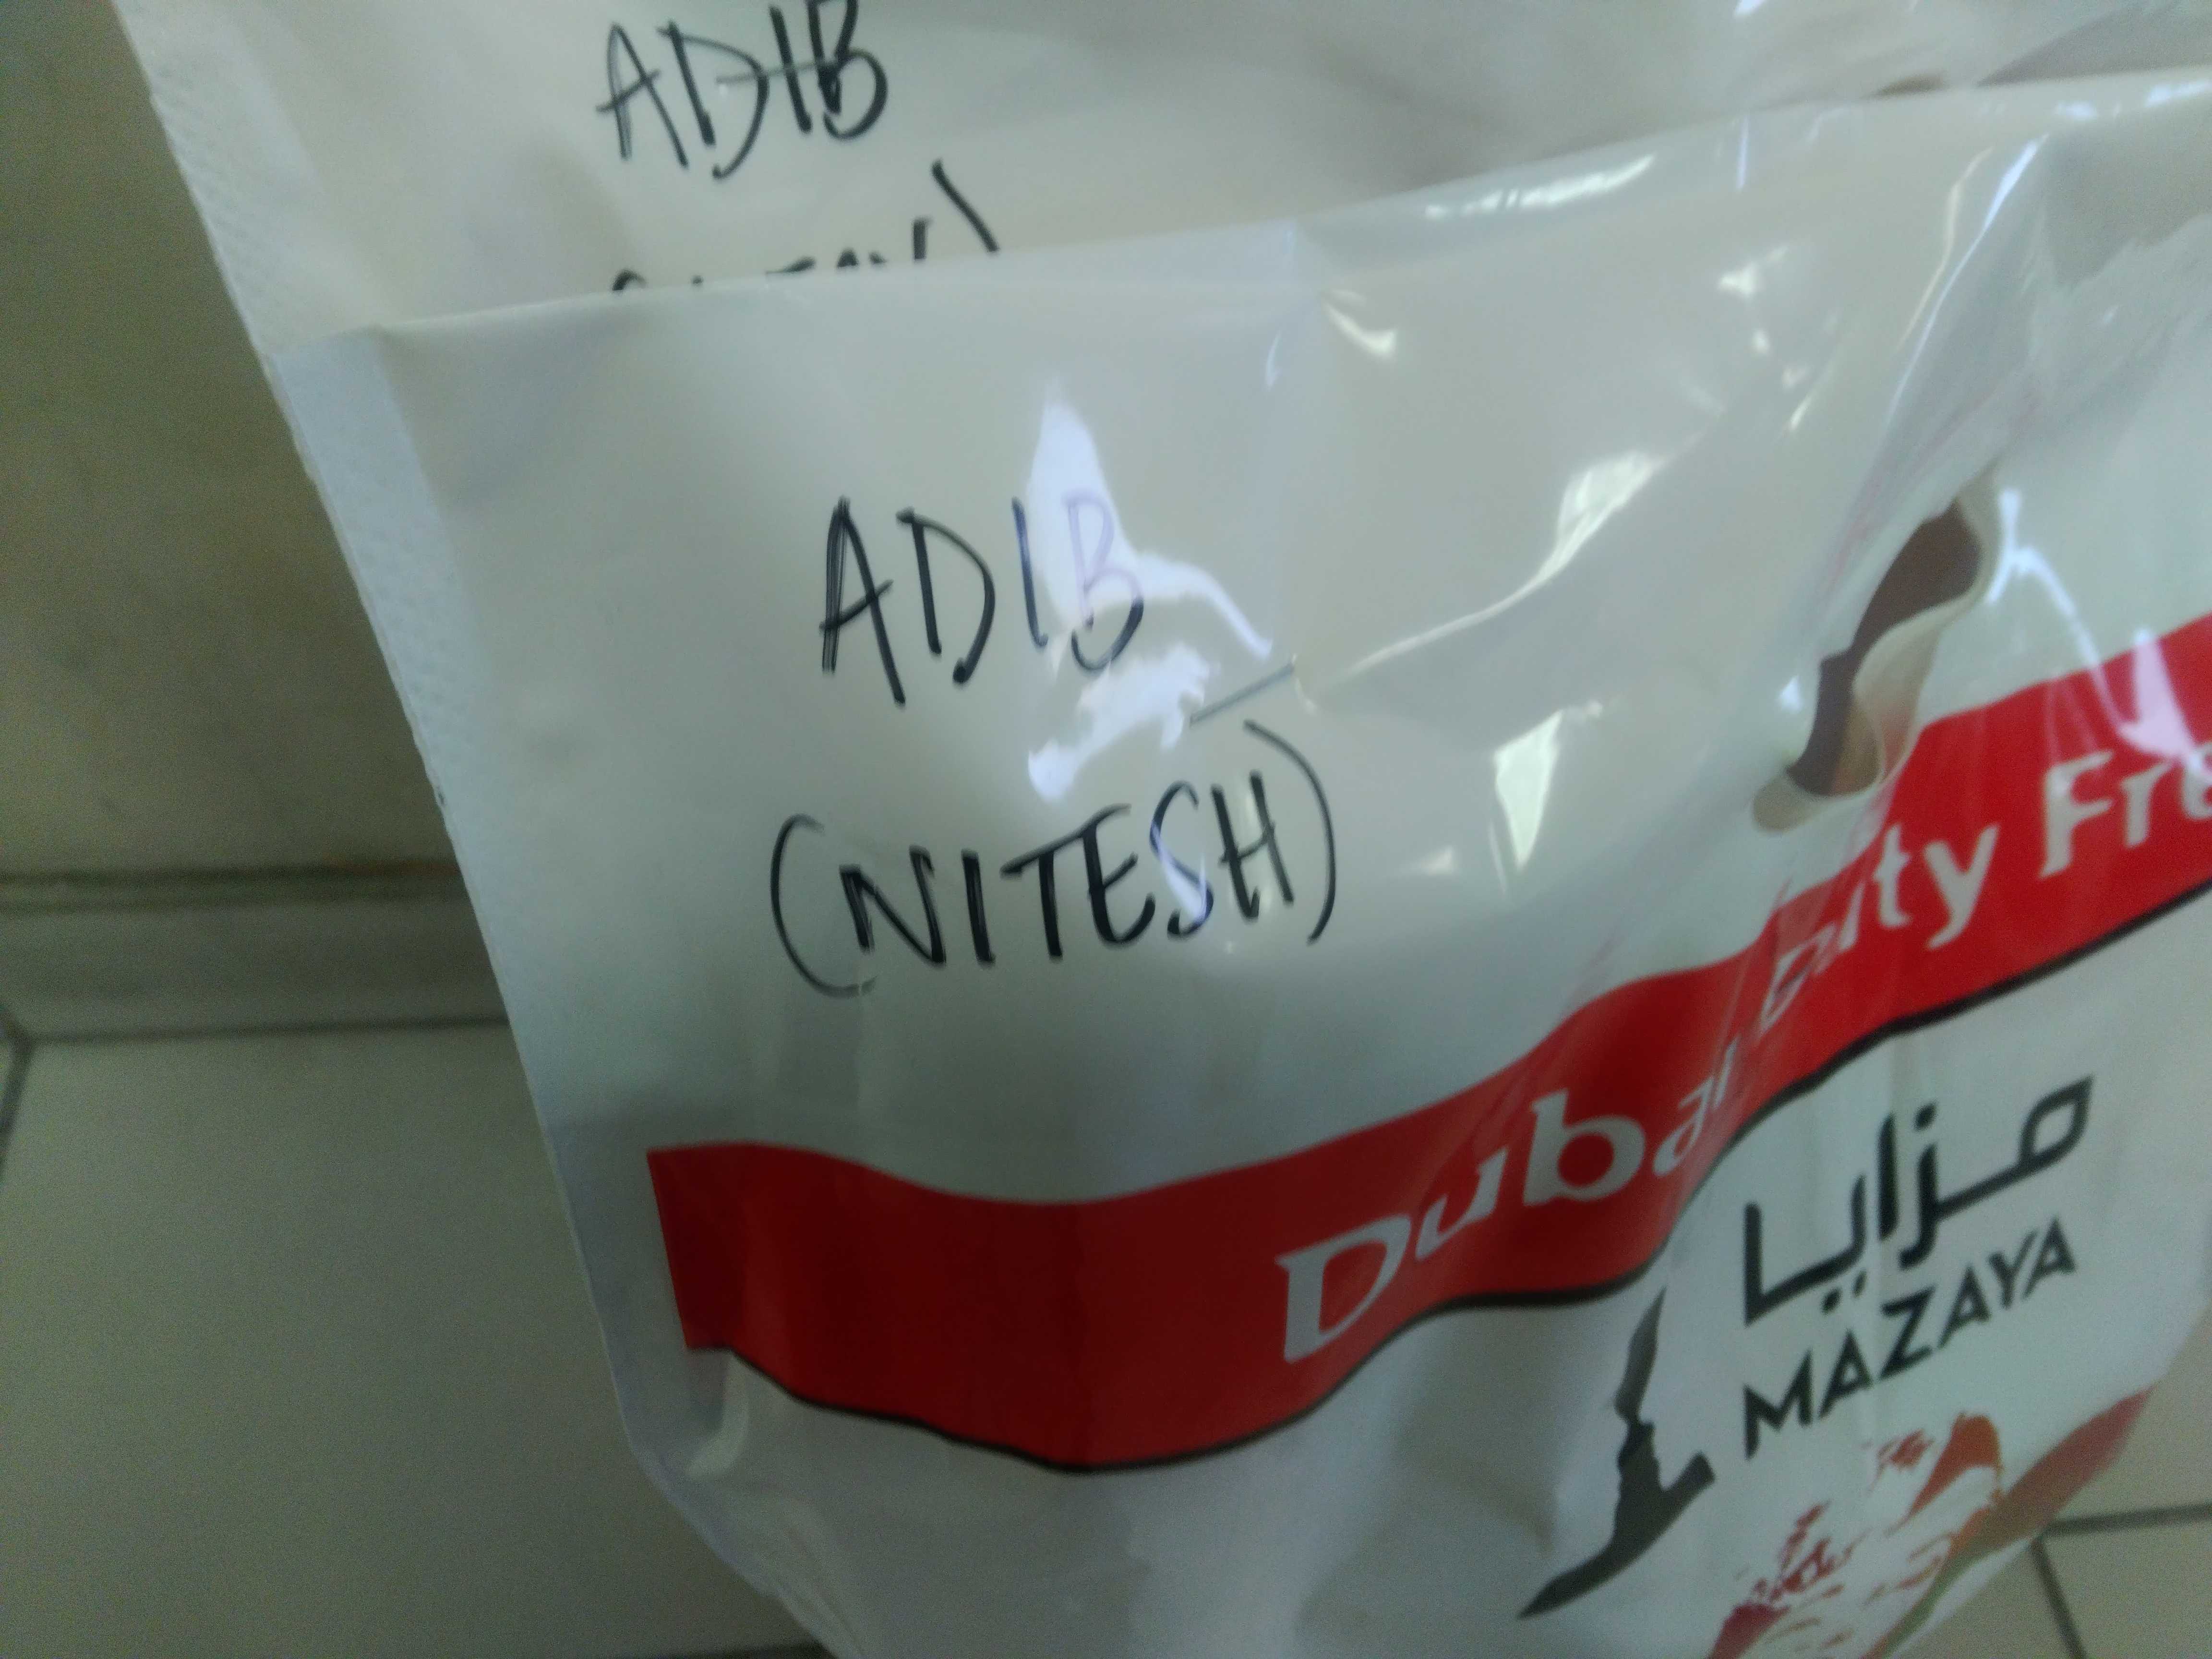 ADIB
ADIB
(NITESH)
Dubai Duty Fre
مزايا
MAZAYA